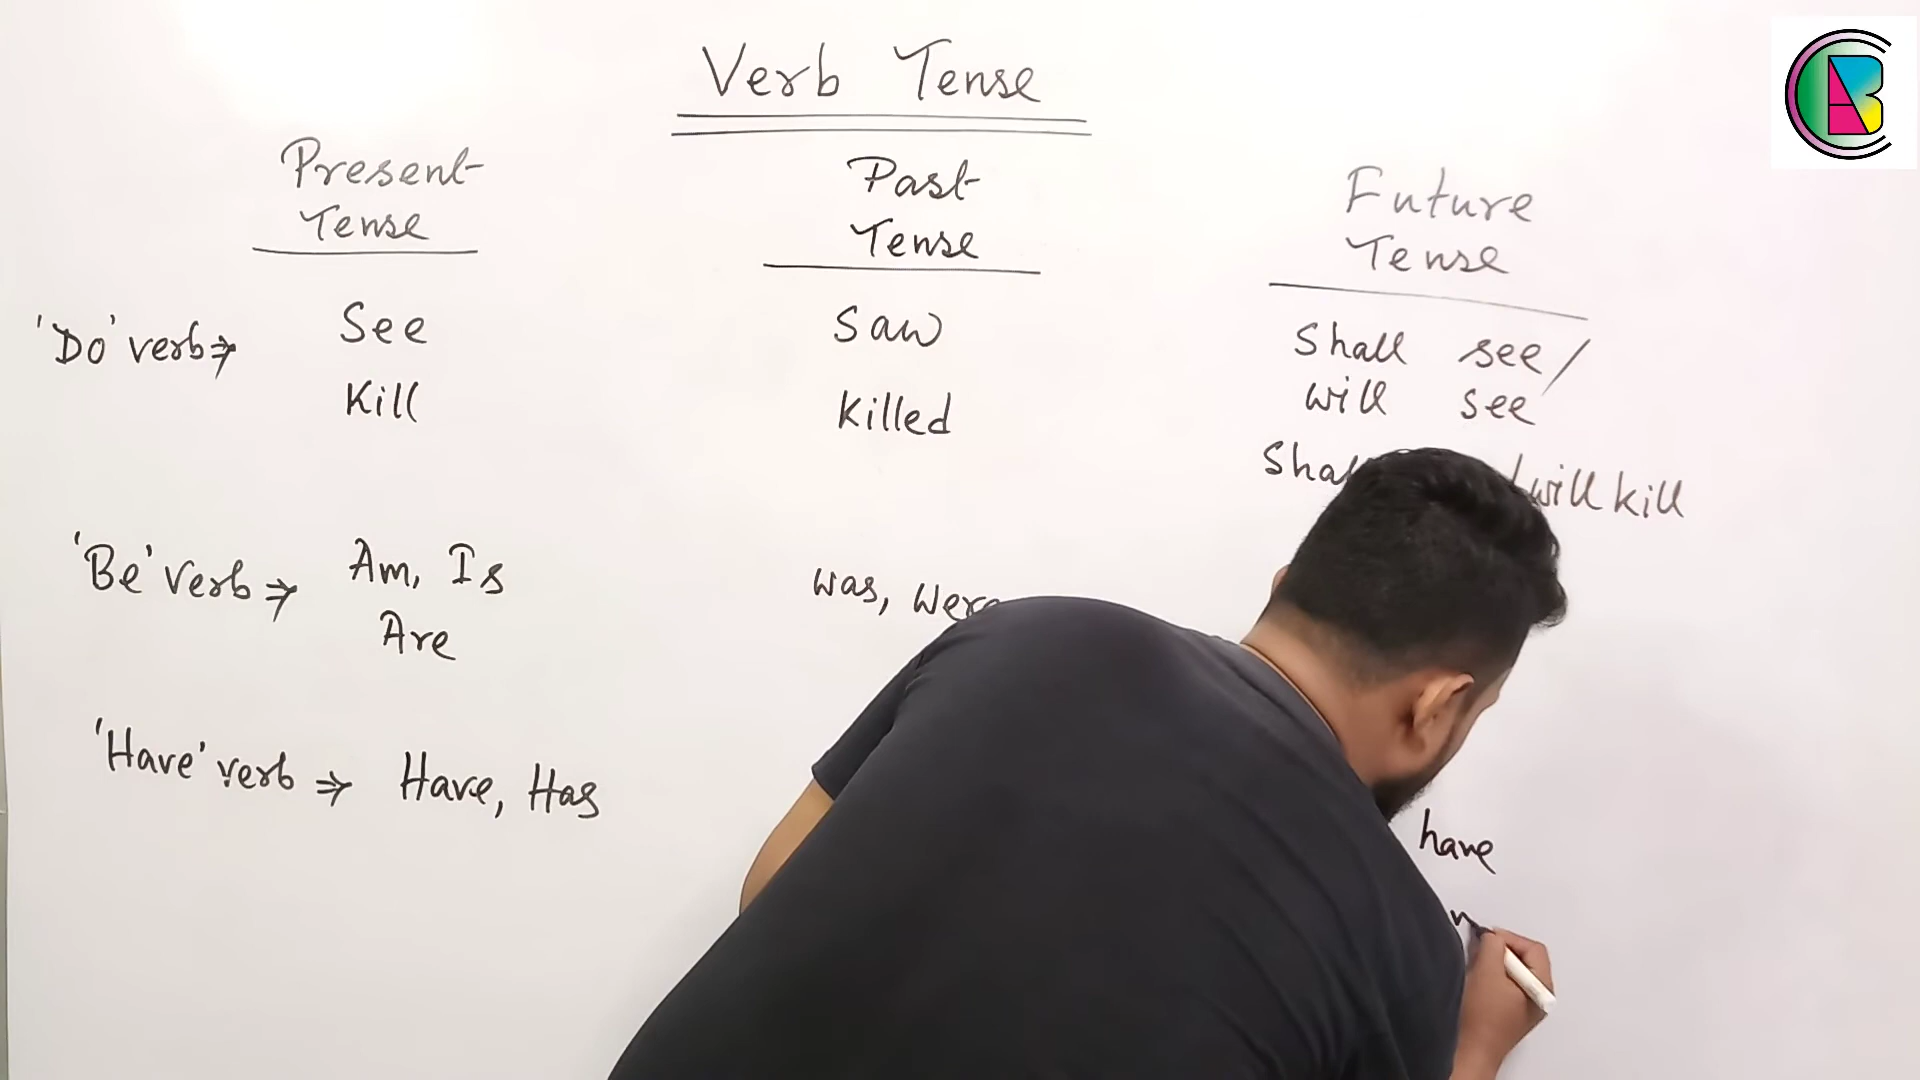 Verb Tense
Present
Tense
Past
Tense
Future
Tense
'Do' verb ⇒
See
Kill
Saw
Killed
Shall see/
will see
/will kill
'Be' verb ⇒
Am, Is
Are
was, were
'Have' verb ⇒
Have, Has
have